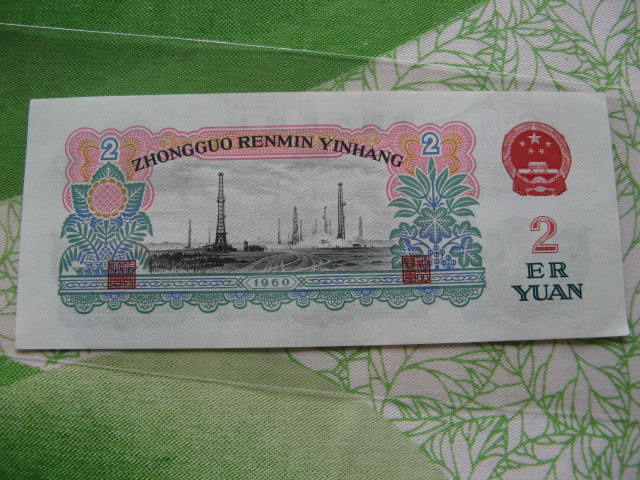 2
ZHONGGUO RENMIN YINHANG
2
1960
2
ER
YUAN